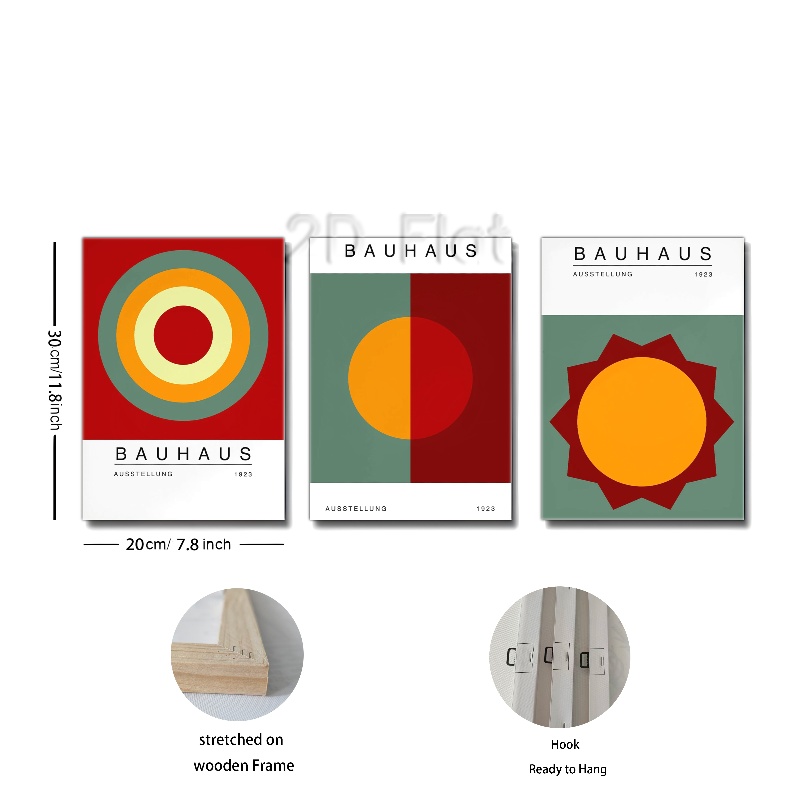 2D Flat
BAUHAUS
AUSSTELLUNG 1923
BAUHAUS
AUSSTELLUNG 1923
BAUHAUS
AUSSTELLUNG 1923
30cm/11.8inch
20cm/ 7.8 inch
stretched on
wooden Frame
Hook
Ready to Hang